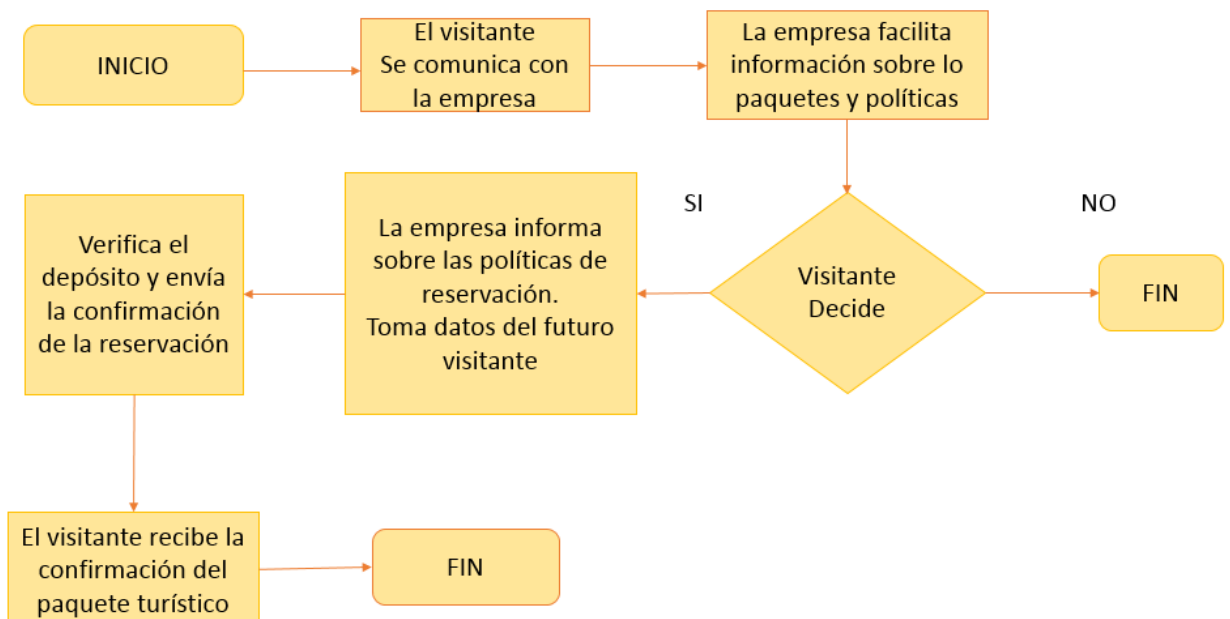 INICIO
El visitante
Se comunica con
la empresa
La empresa facilita
información sobre lo
paquetes y políticas
Visitante
Decide
NO
FIN
SI
La empresa informa
sobre las políticas de
reservación.
Toma datos del futuro
visitante
Verifica el
depósito y envía
la confirmación
de la reservación
El visitante recibe la
confirmación del
paquete turístico
FIN